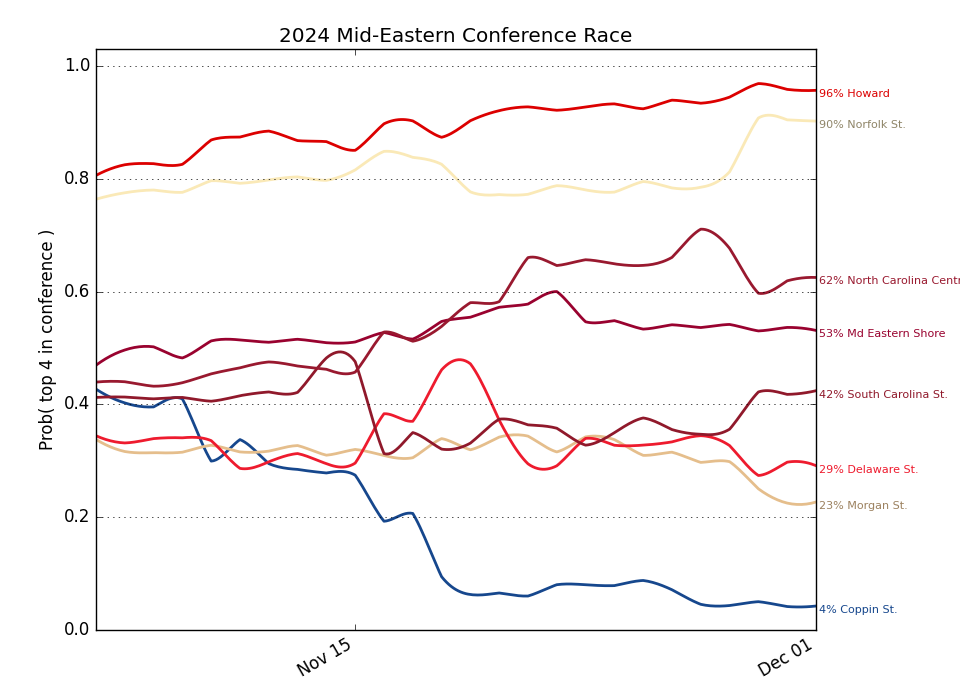 2024 Mid-Eastern Conference Race
Prob( top 4 in conference )
1.0
0.8
0.6
0.4
0.2
0.0
Nov 15
Dec 01
96% Howard
90% Norfolk St.
62% North Carolina Centr
53% Md Eastern Shore
42% South Carolina St.
29% Delaware St.
23% Morgan St.
4% Coppin St.